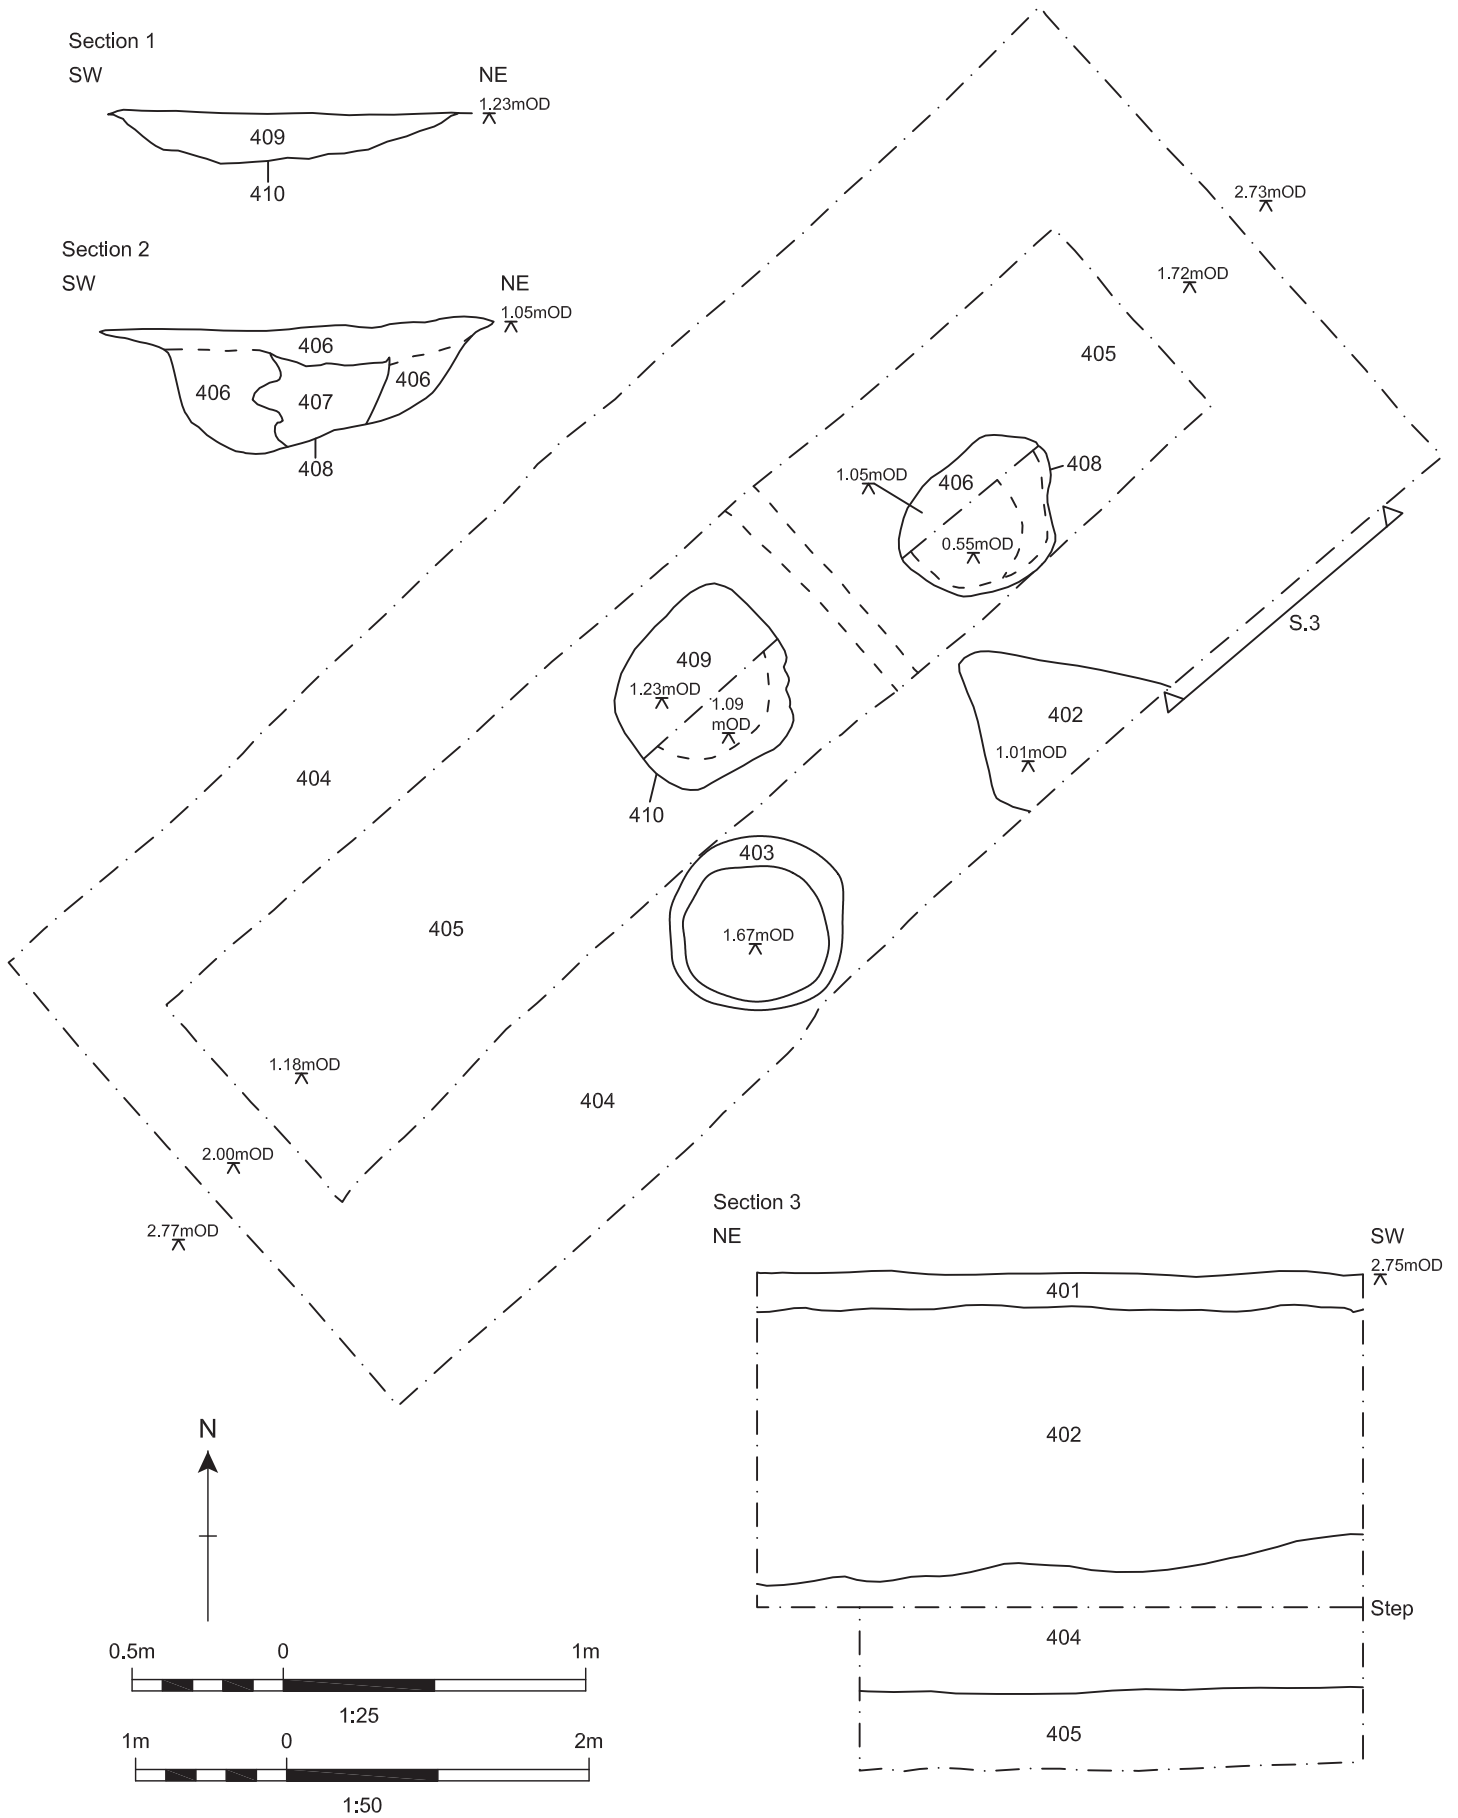 Section 1
SW
NE
1.23mOD
409
410
Section 2
SW
NE
1.05mOD
406
406
407
406
408
2.73mOD
1.72mOD
405
408
1.05mOD
406
0.55mOD
S.3
409
1.23mOD
1.09
mOD
410
402
1.01mOD
404
403
1.67mOD
405
1.18mOD
404
2.00mOD
2.77mOD
Section 3
NE
SW
2.75mOD
401
402
Step
404
405
N
0.5m
0
1m
1:25
1m
0
2m
1:50